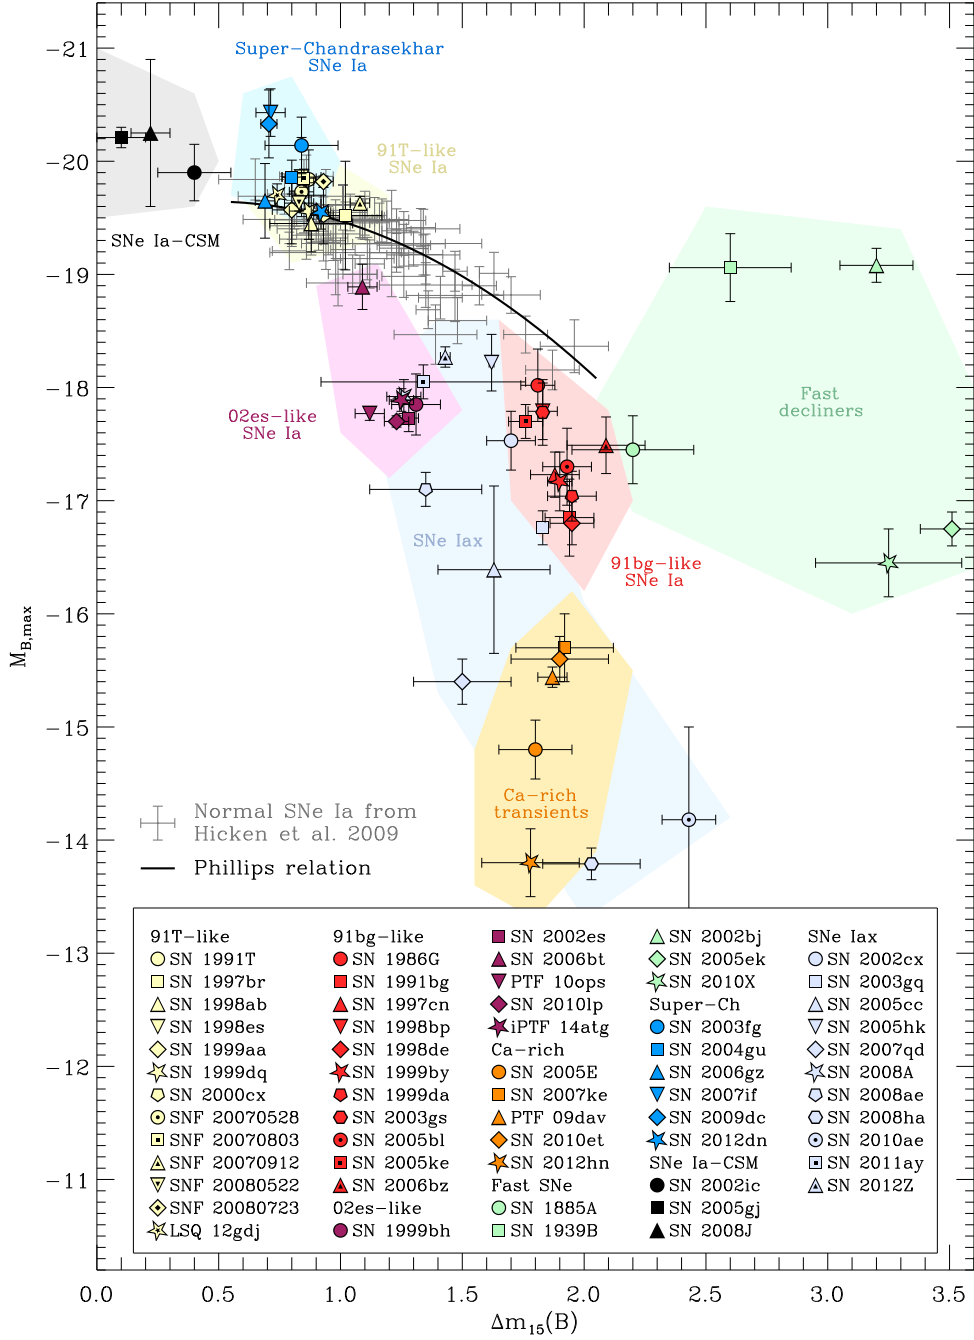 -21
-20
-19
-18
-17
-16
-15
-14
-13
-12
-11
M_B,max
Super-Chandrasekhar
SNe Ia
91T-like
SNe Ia
SNe Ia-CSM
02es-like
SNe Ia
Fast
decliners
SNe Iax
91bg-like
SNe Ia
Ca-rich
transients
Normal SNe Ia from
Hicken et al. 2009
Phillips relation
91T-like
SN 1991T
SN 1997br
SN 1998ab
SN 1998es
SN 1999aa
SN 1999dq
SN 2000cx
SNF 20070528
SNF 20070803
SNF 20070912
SNF 20080522
SNF 20080723
LSQ 12gdj
91bg-like
SN 1986G
SN 1991bg
SN 1997cn
SN 1998bp
SN 1998de
SN 1999by
SN 1999da
SN 2003gs
SN 2005bl
SN 2005ke
SN 2006bz
02es-like
SN 1999bh
SN 2002es
SN 2006bt
PTF 10ops
SN 2010lp
iPTF 14atg
Ca-rich
SN 2005E
SN 2007ke
PTF 09dav
SN 2010et
SN 2012hn
Fast SNe
SN 1885A
SN 1939B
SN 2002bj
SN 2005ek
SN 2010X
Super-Ch
SN 2003fg
SN 2004gu
SN 2006gz
SN 2007if
SN 2009dc
SN 2012dn
SNe Ia-CSM
SN 2002ic
SN 2005gj
SN 2008J
SNe Iax
SN 2002cx
SN 2003gq
SN 2005cc
SN 2005hk
SN 2007qd
SN 2008A
SN 2008ae
SN 2008ha
SN 2010ae
SN 2011ay
SN 2012Z
0.0 0.5 1.0 1.5 2.0 2.5 3.0 3.5
Δm₁₅(B)